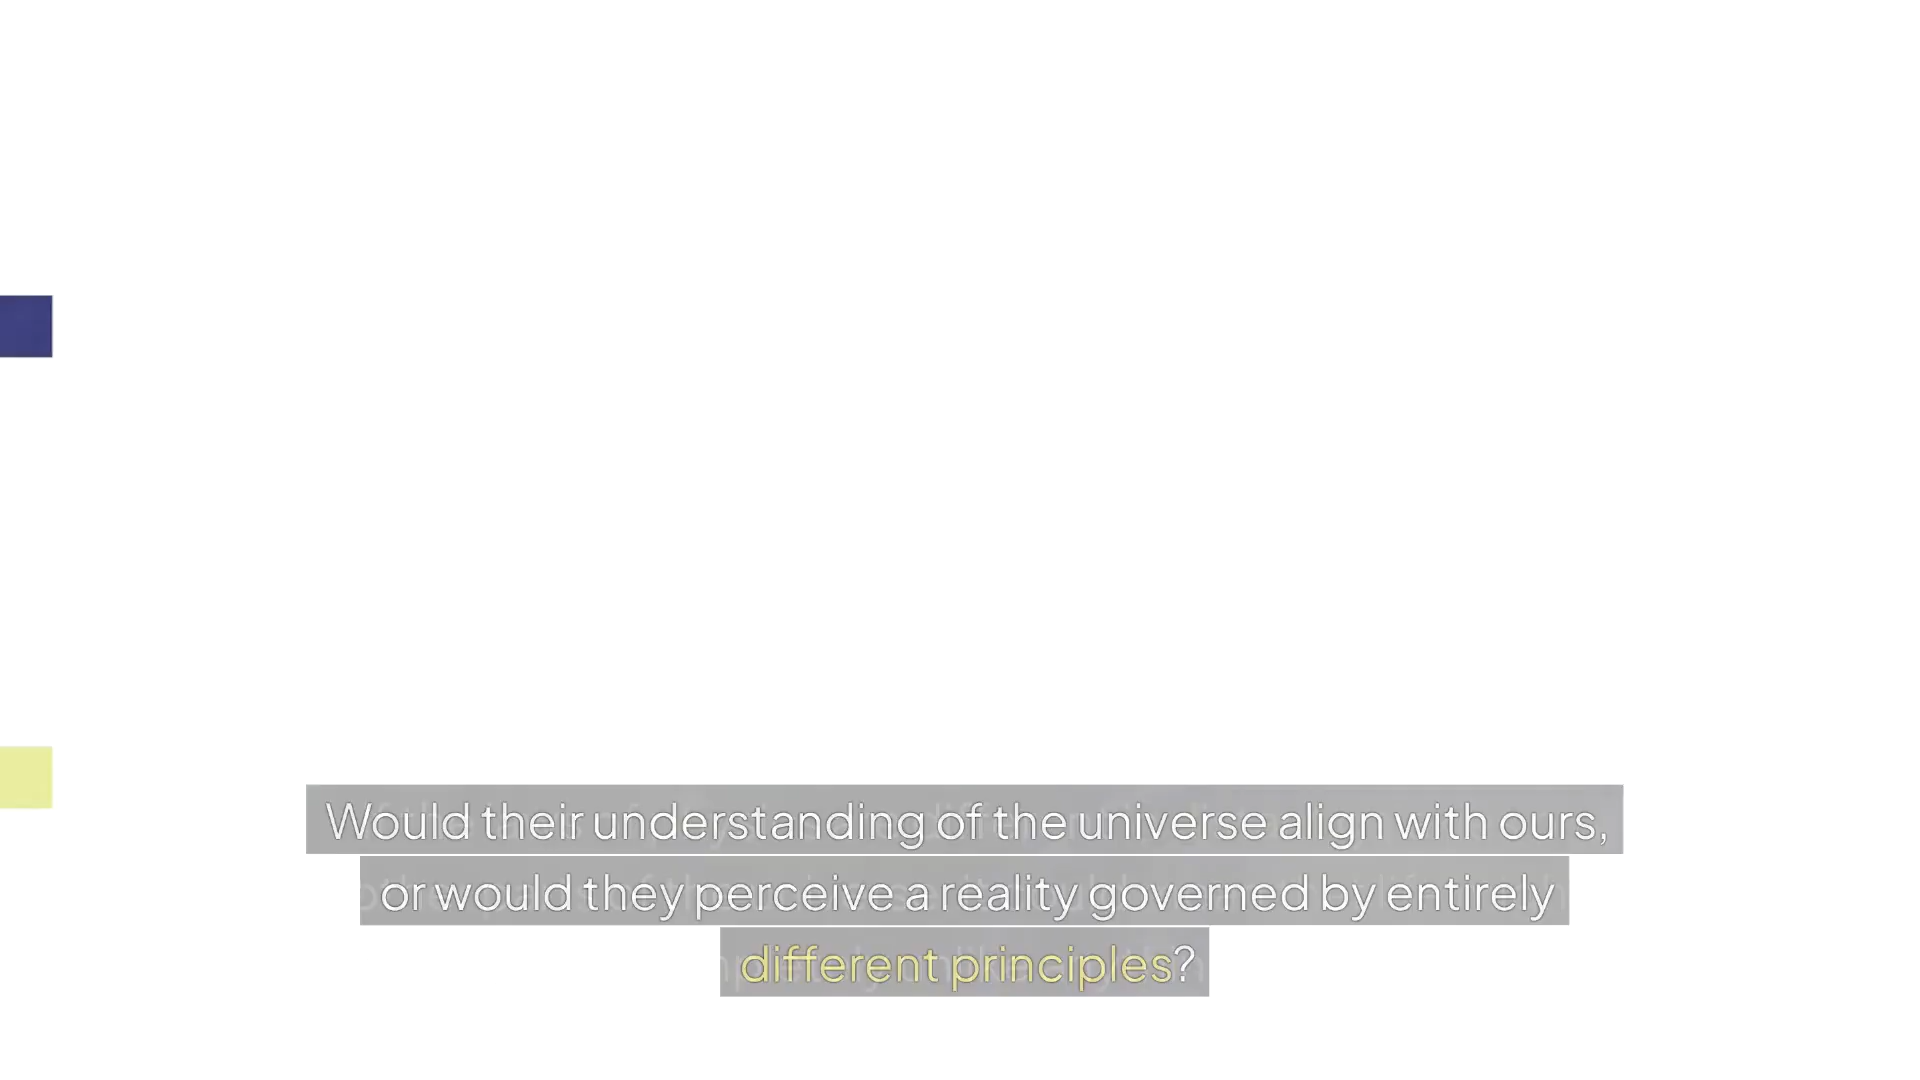 Would their understanding of the universe align with ours,
or would they perceive a reality governed by entirely
different principles?